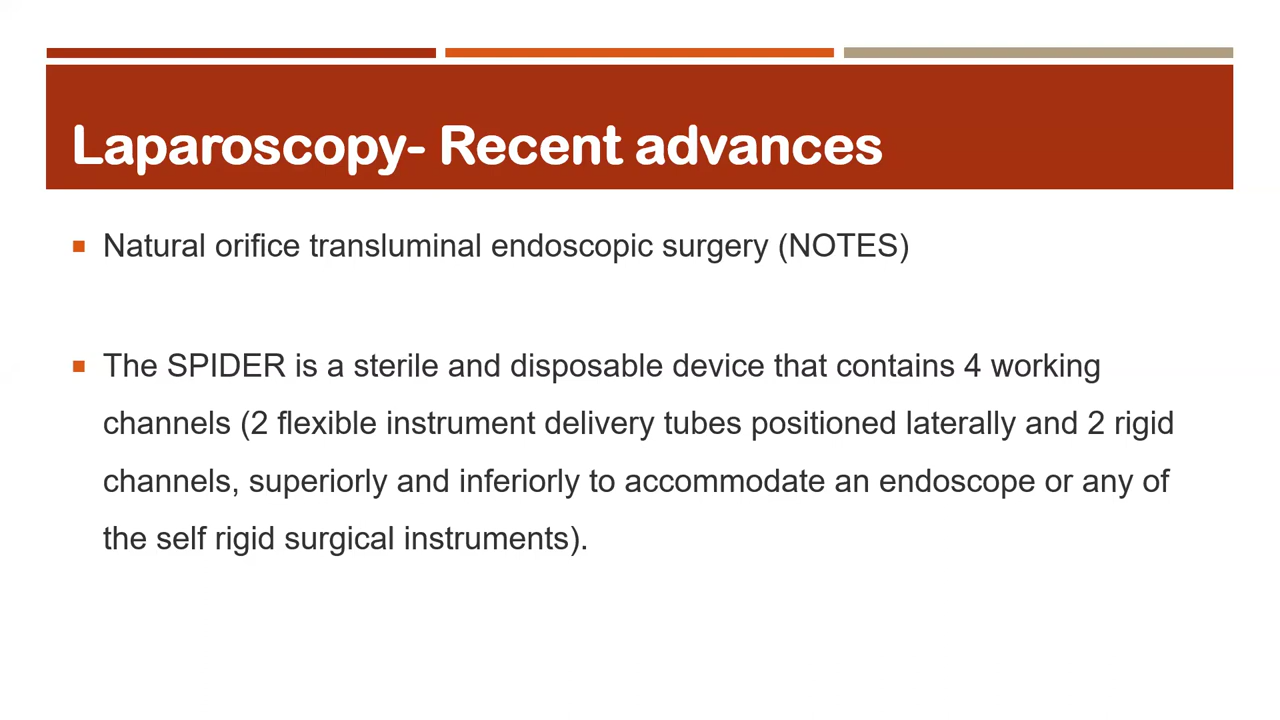 Laparoscopy- Recent advances
Natural orifice transluminal endoscopic surgery (NOTES)
The SPIDER is a sterile and disposable device that contains 4 working
channels (2 flexible instrument delivery tubes positioned laterally and 2 rigid
channels, superiorly and inferiorly to accommodate an endoscope or any of
the self rigid surgical instruments).